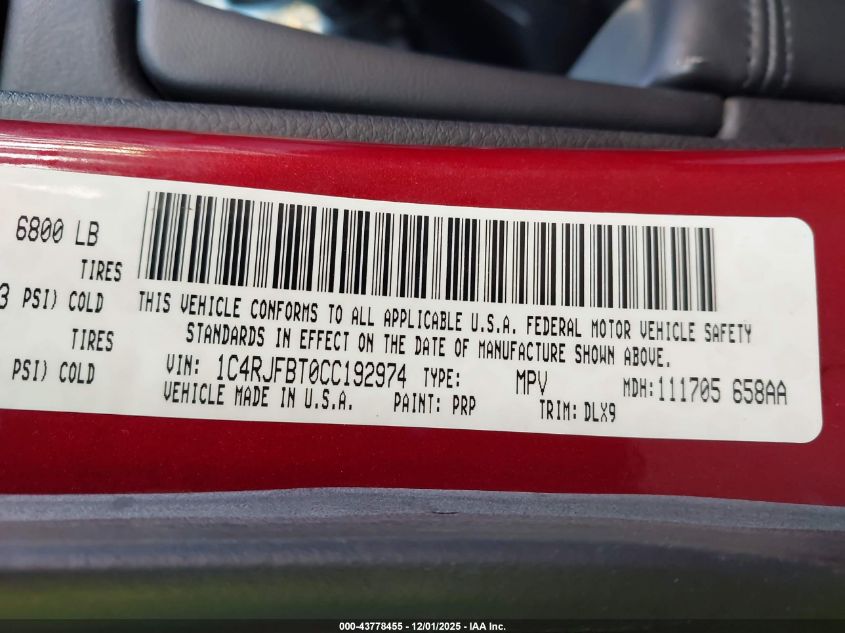 6800 LB
TIRES
3 PSI) COLD
TIRES
PSI) COLD
THIS VEHICLE CONFORMS TO ALL APPLICABLE U.S.A. FEDERAL MOTOR VEHICLE SAFETY
STANDARDS IN EFFECT ON THE DATE OF MANUFACTURE SHOWN ABOVE.
VIN: 1C4RJFBT0CC192974 TYPE: MPV MDH:111705 658AA
VEHICLE MADE IN U.S.A. PAINT: PRP TRIM: DLX9
000-43778455 - 12/01/2025 - IAA Inc.